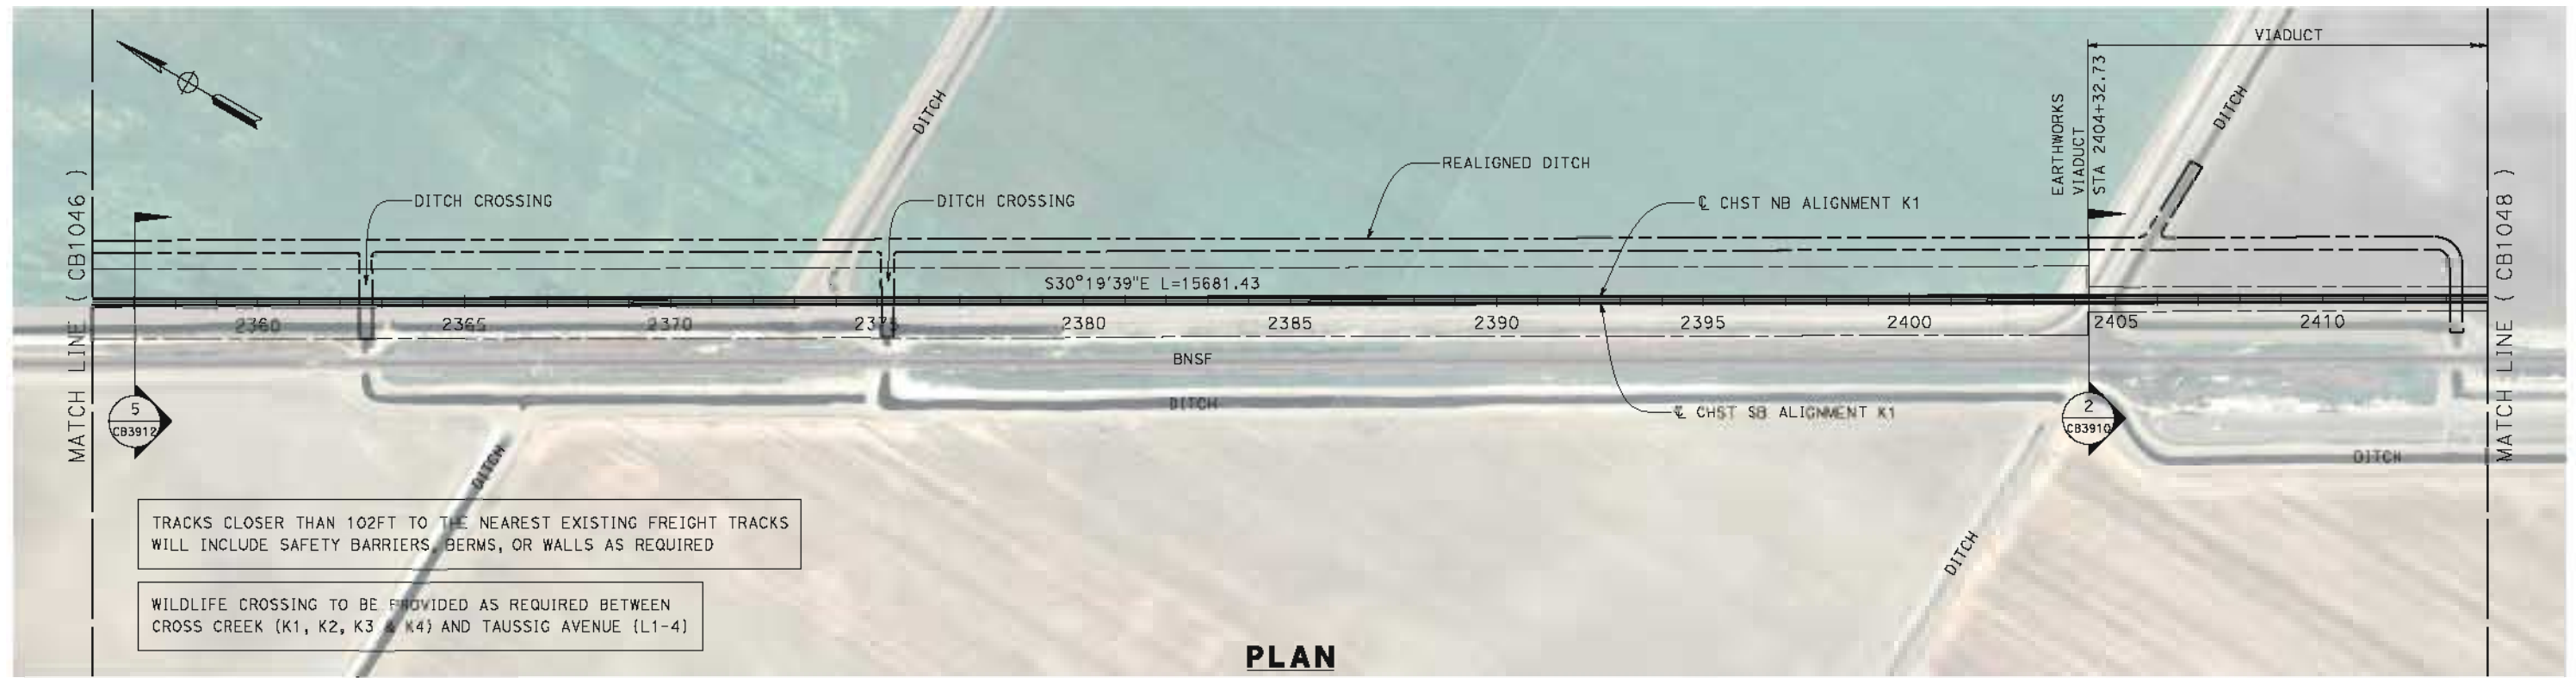 VIADUCT
EARTHWORKS
VIADUCT
STA 2404+32.73
DITCH
DITCH
REALIGNED DITCH
DITCH CROSSING
DITCH CROSSING
℄ CHST NB ALIGNMENT K1
MATCH LINE ( CB1046 )
MATCH LINE ( CB1048 )
S30°19'39"E L=15681.43
2360 2365 2370 2375 2380 2385 2390 2395 2400 2405 2410
BNSF
DITCH
℄ CHST SB ALIGNMENT K1
5
CB3912
2
CB3910
DITCH
DITCH
DITCH
TRACKS CLOSER THAN 102FT TO THE NEAREST EXISTING FREIGHT TRACKS
WILL INCLUDE SAFETY BARRIERS, BERMS, OR WALLS AS REQUIRED
WILDLIFE CROSSING TO BE PROVIDED AS REQUIRED BETWEEN
CROSS CREEK (K1, K2, K3 & K4) AND TAUSSIG AVENUE (L1-4)
PLAN